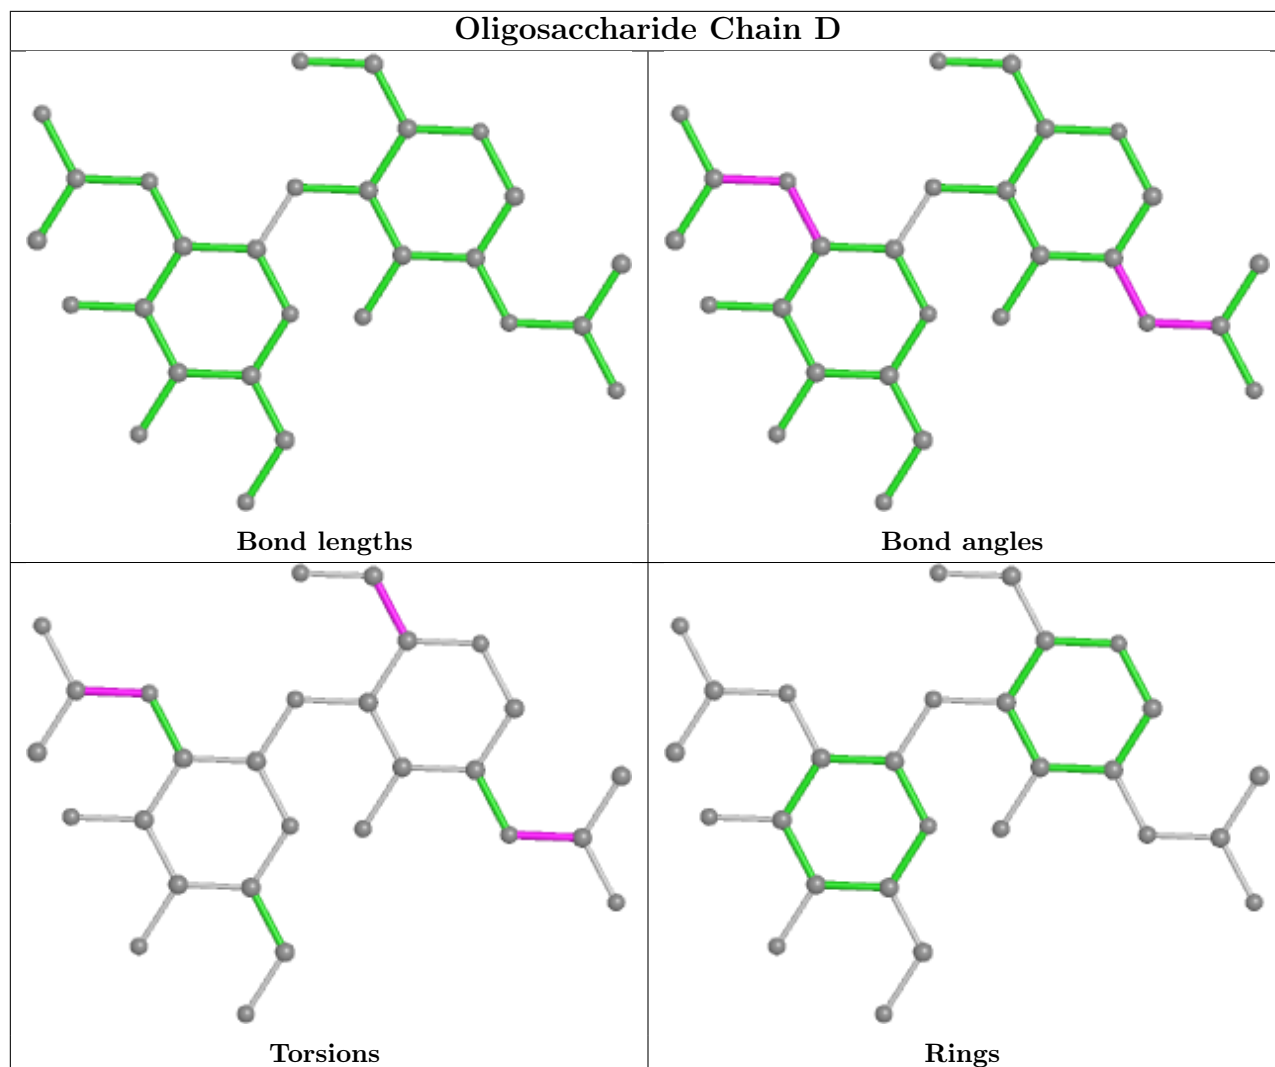 Oligosaccharide Chain D
Bond lengths
Bond angles
Torsions
Rings